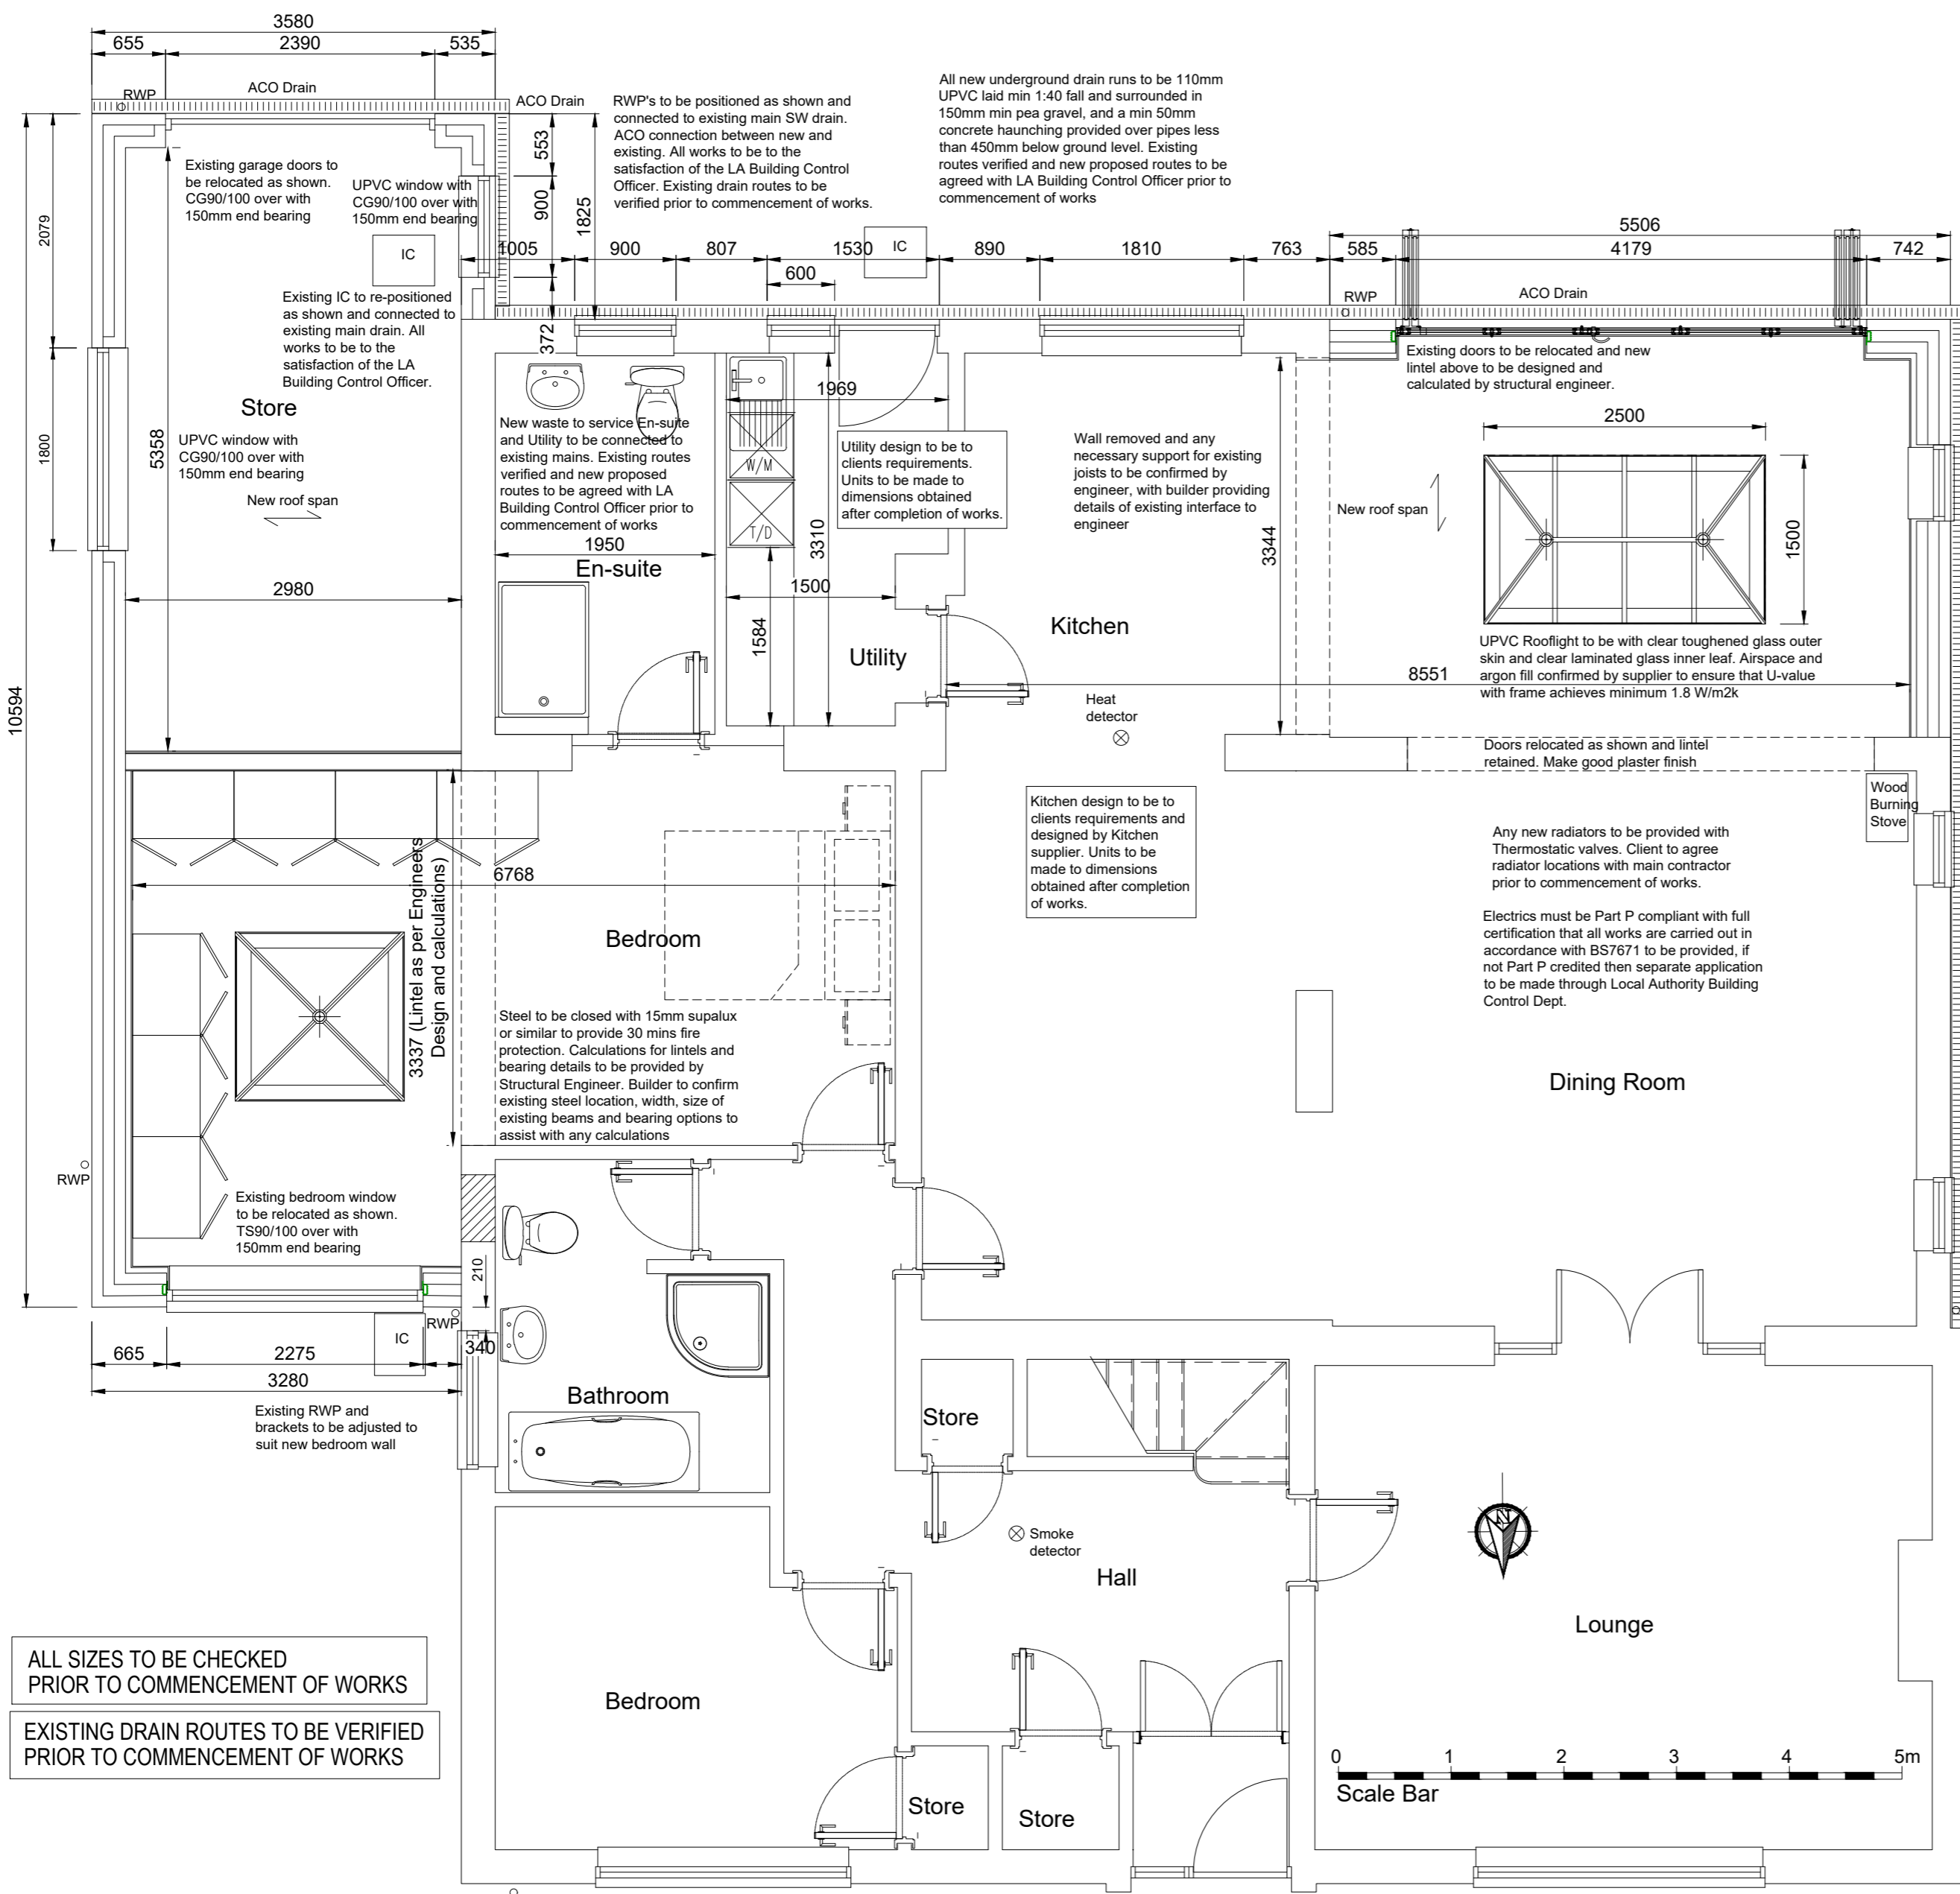 3580
655
2390
535
RWP
ACO Drain
ACO Drain
RWP's to be positioned as shown and
connected to existing main SW drain.
ACO connection between new and
existing. All works to be to the
satisfaction of the LA Building Control
Officer. Existing drain routes to be
verified prior to commencement of works.
All new underground drain runs to be 110mm
UPVC laid min 1:40 fall and surrounded in
150mm min pea gravel, and a min 50mm
concrete haunching provided over pipes less
than 450mm below ground level. Existing
routes verified and new proposed routes to be
agreed with LA Building Control Officer prior to
commencement of works
553
900
1825
372
2079
1800
10594
Existing garage doors to
be relocated as shown.
CG90/100 over with
150mm end bearing
UPVC window with
CG90/100 over with
150mm end bearing
IC
Existing IC to re-positioned
as shown and connected to
existing main drain. All
works to be to the
satisfaction of the LA
Building Control Officer.
Store
5358
UPVC window with
CG90/100 over with
150mm end bearing
New roof span
2980
1005
900
807
1530
IC
890
1810
763
600
5506
585
4179
742
RWP
ACO Drain
Existing doors to be relocated and new
lintel above to be designed and
calculated by structural engineer.
2500
1500
New roof span
New waste to service En-suite
and Utility to be connected to
existing mains. Existing routes
verified and new proposed
routes to be agreed with LA
Building Control Officer prior to
commencement of works
1950
En-suite
1969
W/M
T/D
Utility design to be to
clients requirements.
Units to be made to
dimensions obtained
after completion of works.
3310
1500
1584
Utility
Wall removed and any
necessary support for existing
joists to be confirmed by
engineer, with builder providing
details of existing interface to
engineer
3344
Kitchen
UPVC Rooflight to be with clear toughened glass outer
skin and clear laminated glass inner leaf. Airspace and
argon fill confirmed by supplier to ensure that U-value
with frame achieves minimum 1.8 W/m2k
8551
Heat
detector
Doors relocated as shown and lintel
retained. Make good plaster finish
Wood
Burning
Stove
Kitchen design to be to
clients requirements and
designed by Kitchen
supplier. Units to be
made to dimensions
obtained after completion
of works.
Any new radiators to be provided with
Thermostatic valves. Client to agree
radiator locations with main contractor
prior to commencement of works.
Electrics must be Part P compliant with full
certification that all works are carried out in
accordance with BS7671 to be provided, if
not Part P credited then separate application
to be made through Local Authority Building
Control Dept.
6768
3337 (Lintel as per Engineers
Design and calculations)
Bedroom
Steel to be closed with 15mm supalux
or similar to provide 30 mins fire
protection. Calculations for lintels and
bearing details to be provided by
Structural Engineer. Builder to confirm
existing steel location, width, size of
existing beams and bearing options to
assist with any calculations
Dining Room
RWP
Existing bedroom window
to be relocated as shown.
TS90/100 over with
150mm end bearing
210
IC
RWP
340
665
2275
3280
Existing RWP and
brackets to be adjusted to
suit new bedroom wall
Bathroom
Store
Smoke
detector
Hall
N
Lounge
Bedroom
Store
Store
ALL SIZES TO BE CHECKED
PRIOR TO COMMENCEMENT OF WORKS
EXISTING DRAIN ROUTES TO BE VERIFIED
PRIOR TO COMMENCEMENT OF WORKS
0 1 2 3 4 5m
Scale Bar